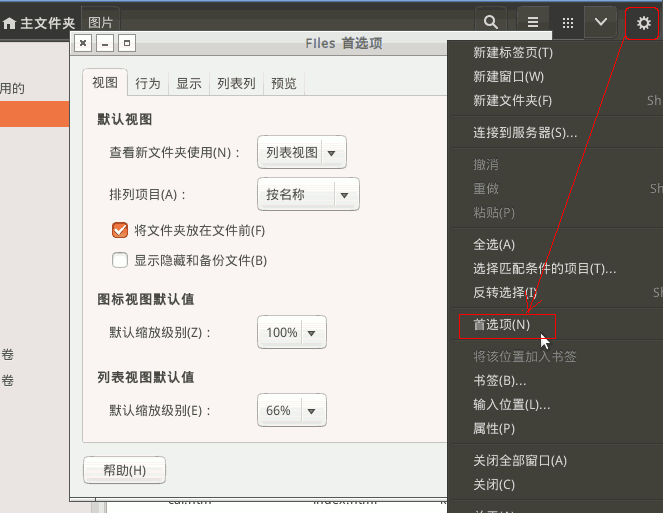 主文件夹 图片
Files 首选项
用的
视图 行为 显示 列表列 预览
默认视图
查看新文件夹使用(N)： 列表视图
排列项目(A)： 按名称
将文件夹放在文件前(F)
显示隐藏和备份文件(B)
图标视图默认值
默认缩放级别(Z)： 100%
列表视图默认值
默认缩放级别(E)： 66%
帮助(H)
卷
卷
新建标签页(T)
新建窗口(W)
新建文件夹(F) Sh
连接到服务器(S)...
撤消
重做 Sh
粘贴(P)
全选(A)
选择匹配条件的项目(T)...
反转选择(I) Sh
首选项(N)
将该位置加入书签
书签(B)...
输入位置(L)...
属性(P)
关闭全部窗口(A)
关闭(C)